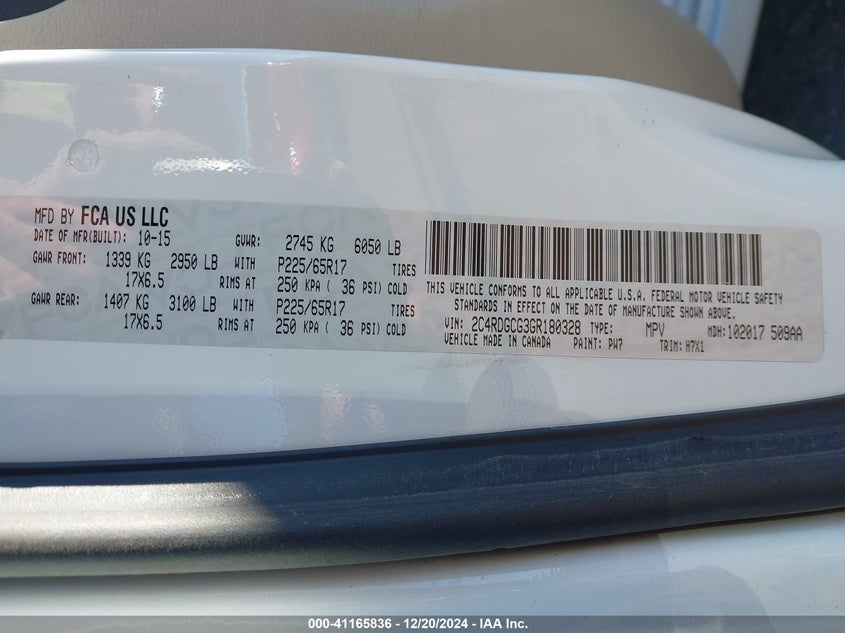 MFD BY FCA US LLC
DATE OF MFR(BUILT): 10-15 GVWR: 2745 KG 6050 LB
GAWR FRONT: 1339 KG 2950 LB WITH P225/65R17 TIRES
17X6.5 RIMS AT 250 KPA ( 36 PSI) COLD
GAWR REAR: 1407 KG 3100 LB WITH P225/65R17 TIRES
17X6.5 RIMS AT 250 KPA ( 36 PSI) COLD
THIS VEHICLE CONFORMS TO ALL APPLICABLE U.S.A. FEDERAL MOTOR VEHICLE SAFETY
STANDARDS IN EFFECT ON THE DATE OF MANUFACTURE SHOWN ABOVE.
VIN: 2C4RDGCG3GR180328 TYPE: MPV MDH:102017 509AA
VEHICLE MADE IN CANADA PAINT: PW7 TRIM: H7X1
000-41165836 - 12/20/2024 - IAA Inc.